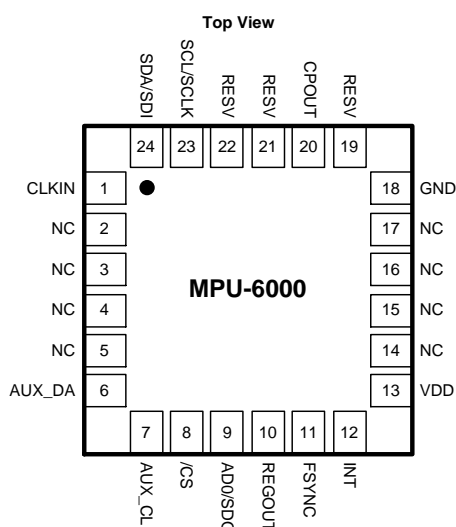 Top View
SDA/SDI
SCL/SCLK
RESV
RESV
CPOUT
RESV
24
23
22
21
20
19
CLKIN 1
18 GND
NC 2
17 NC
NC 3
16 NC
MPU-6000
NC 4
15 NC
NC 5
14 NC
AUX_DA 6
13 VDD
7
8
9
10
11
12
AUX_CL
/CS
AD0/SDO
REGOUT
FSYNC
INT